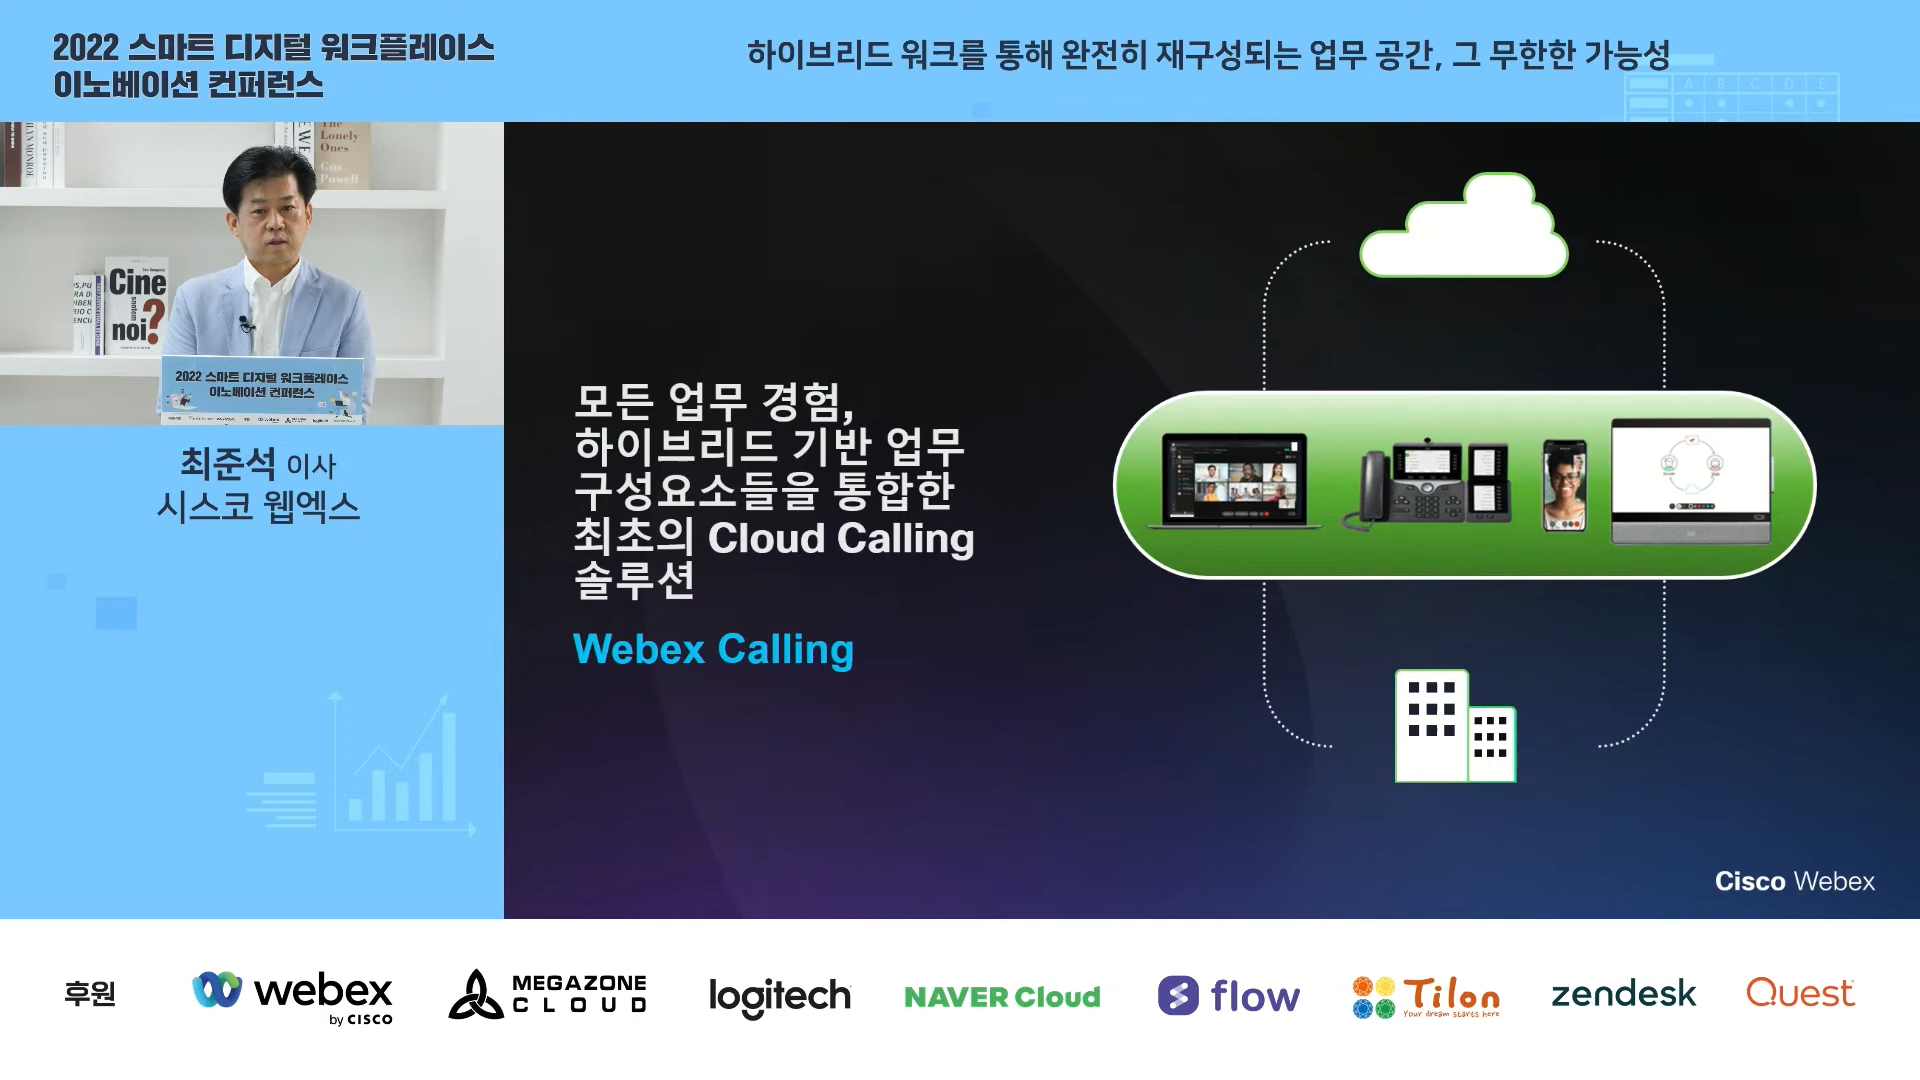 2022 스마트 디지털 워크플레이스
이노베이션 컨퍼런스
하이브리드 워크를 통해 완전히 재구성되는 업무 공간, 그 무한한 가능성
A B C D E
The
Lonely
Ones
Gus
Powell
Cine
noi?
2022 스마트 디지털 워크플레이스
이노베이션 컨퍼런스
최준석 이사
시스코 웹엑스
모든 업무 경험,
하이브리드 기반 업무
구성요소들을 통합한
최초의 Cloud Calling
솔루션
Webex Calling
Cisco Webex
후원
webex
by CISCO
MEGAZONE
CLOUD
logitech
NAVER Cloud
flow
Tilon
Your dream starts here
zendesk
Quest